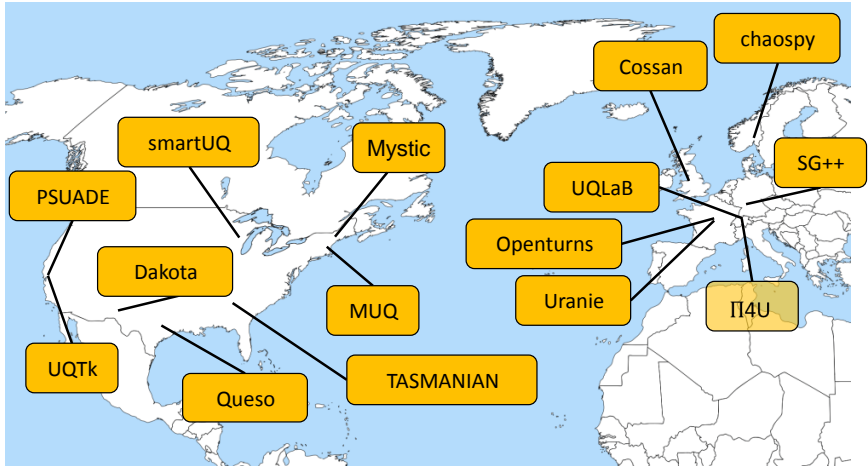 chaospy
Cossan
smartUQ
Mystic
SG++
PSUADE
UQLaB
Openturns
Dakota
Uranie
MUQ
Π4U
UQTk
Queso
TASMANIAN